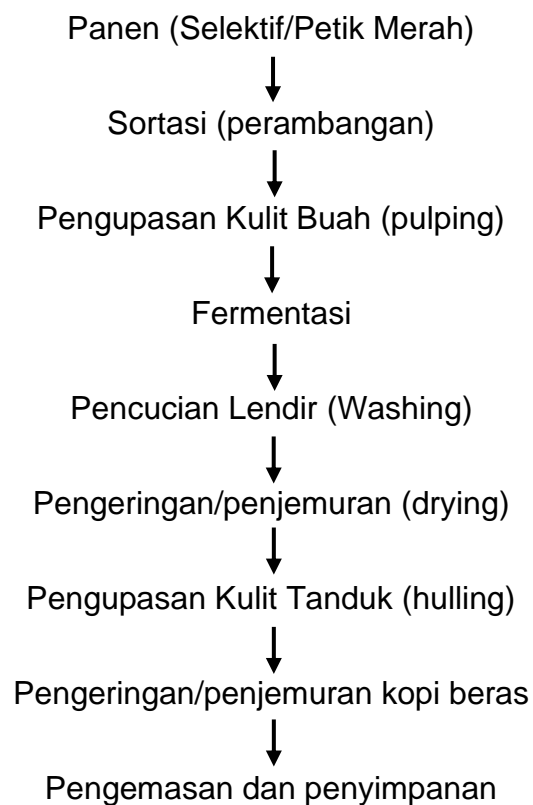 Panen (Selektif/Petik Merah)
Sortasi (perambangan)
Pengupasan Kulit Buah (pulping)
Fermentasi
Pencucian Lendir (Washing)
Pengeringan/penjemuran (drying)
Pengupasan Kulit Tanduk (hulling)
Pengeringan/penjemuran kopi beras
Pengemasan dan penyimpanan